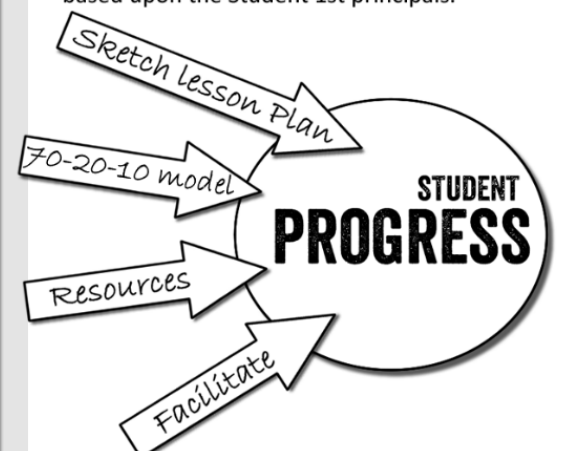 based upon the Student 1st principals.
Sketch lesson Plan
70-20-10 model
STUDENT
PROGRESS
Resources
Facilitate